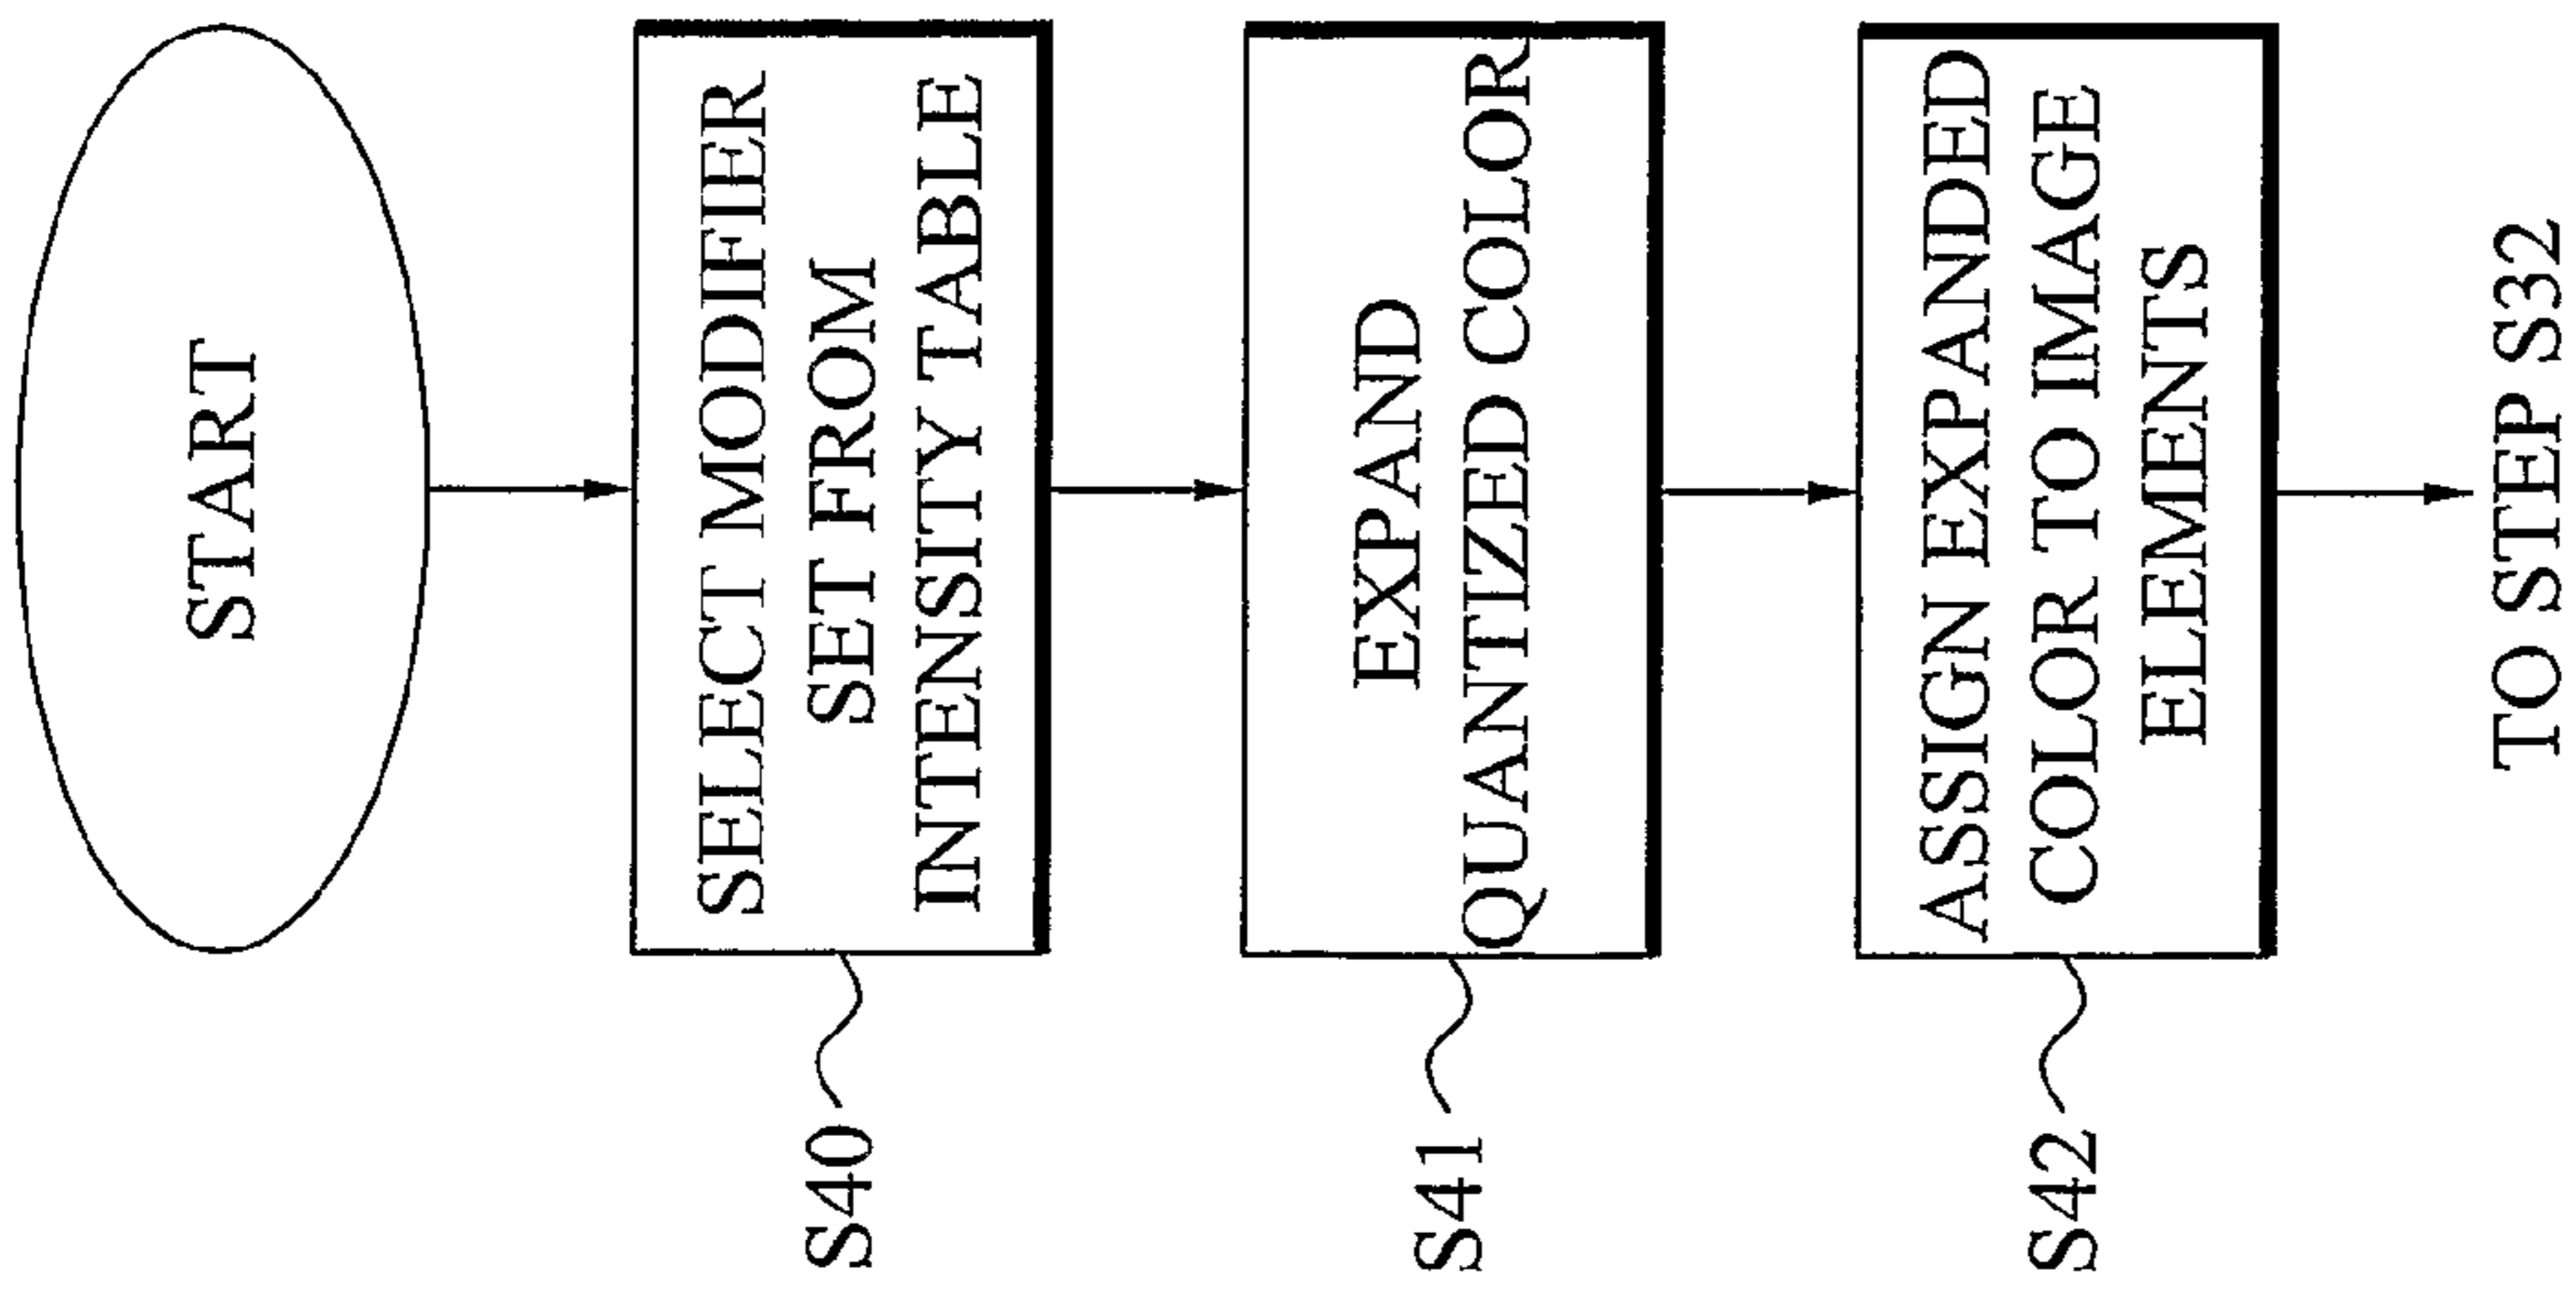 START
SELECT MODIFIER
SET FROM
INTENSITY TABLE
S40
EXPAND
QUANTIZED COLOR
S41
ASSIGN EXPANDED
COLOR TO IMAGE
ELEMENTS
S42
TO STEP S32